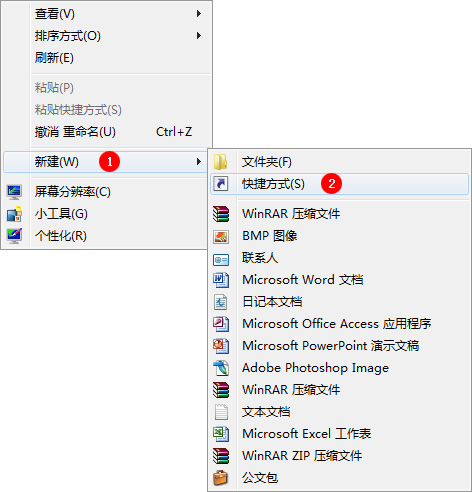 查看(V)
排序方式(O)
刷新(E)
粘贴(P)
粘贴快捷方式(S)
撤消 重命名(U) Ctrl+Z
新建(W) 1
屏幕分辨率(C)
小工具(G)
个性化(R)
文件夹(F)
快捷方式(S) 2
WinRAR 压缩文件
BMP 图像
联系人
Microsoft Word 文档
日记本文档
Microsoft Office Access 应用程序
Microsoft PowerPoint 演示文稿
Adobe Photoshop Image
WinRAR 压缩文件
文本文档
Microsoft Excel 工作表
WinRAR ZIP 压缩文件
公文包